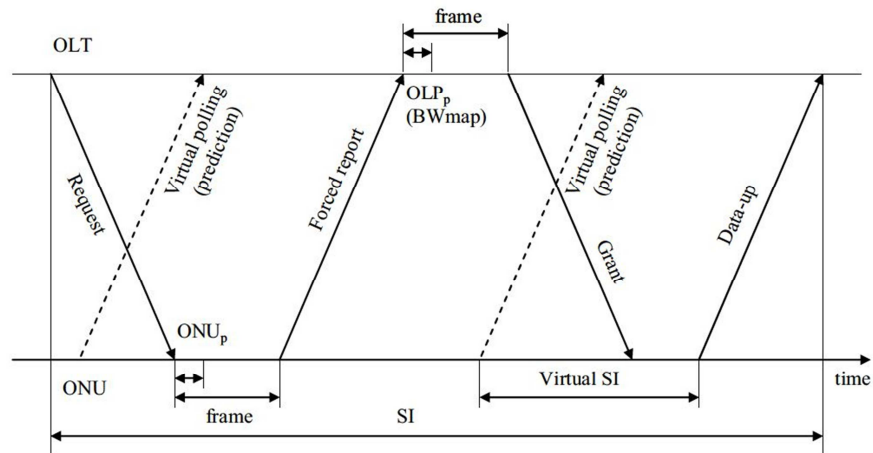 frame
OLT
OLPp
(BWmap)
Request
Virtual polling
(prediction)
Forced report
Virtual polling
(prediction)
Grant
Data-up
ONUp
ONU
frame
Virtual SI
time
SI